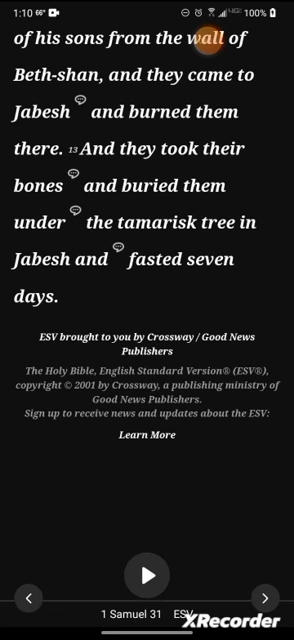 1:10 66° 4G LTE 100%
of his sons from the wall of
Beth-shan, and they came to
Jabesh and burned them
there. 13 And they took their
bones and buried them
under the tamarisk tree in
Jabesh and fasted seven
days.
ESV brought to you by Crossway / Good News
Publishers
The Holy Bible, English Standard Version® (ESV®),
copyright © 2001 by Crossway, a publishing ministry of
Good News Publishers.
Sign up to receive news and updates about the ESV:
Learn More
1 Samuel 31 ESV
XRecorder